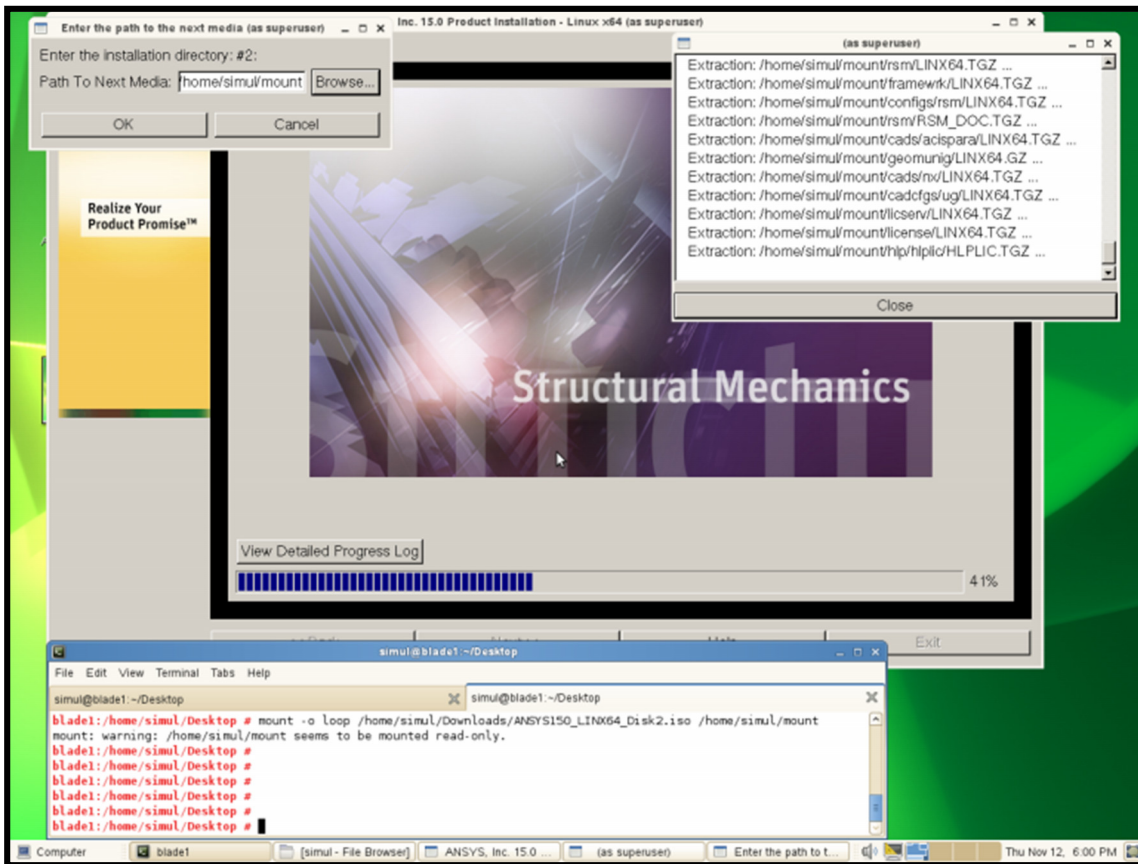 Enter the path to the next media (as superuser)
Inc. 15.0 Product Installation - Linux x64 (as superuser)
Enter the installation directory: #2:
Path To Next Media: /home/simul/mount Browse...
OK Cancel
(as superuser)
Extraction: /home/simul/mount/rsm/LINX64.TGZ ...
Extraction: /home/simul/mount/framewrk/LINX64.TGZ ...
Extraction: /home/simul/mount/configs/rsm/LINX64.TGZ ...
Extraction: /home/simul/mount/rsm/RSM_DOC.TGZ ...
Extraction: /home/simul/mount/cads/acispara/LINX64.TGZ ...
Extraction: /home/simul/mount/geomunig/LINX64.GZ ...
Extraction: /home/simul/mount/cads/nx/LINX64.TGZ ...
Extraction: /home/simul/mount/cadcfgs/ug/LINX64.TGZ ...
Extraction: /home/simul/mount/licserv/LINX64.TGZ ...
Extraction: /home/simul/mount/license/LINX64.TGZ ...
Extraction: /home/simul/mount/hlp/hlplic/HLPLIC.TGZ ...
Close
Realize Your
Product Promise™
Structural Mechanics
View Detailed Progress Log
41%
Exit
simul@blade1:~/Desktop
File Edit View Terminal Tabs Help
simul@blade1:~/Desktop simul@blade1:~/Desktop
blade1:/home/simul/Desktop # mount -o loop /home/simul/Downloads/ANSYS150_LINX64_Disk2.iso /home/simul/mount
mount: warning: /home/simul/mount seems to be mounted read-only.
blade1:/home/simul/Desktop #
blade1:/home/simul/Desktop #
blade1:/home/simul/Desktop #
blade1:/home/simul/Desktop #
blade1:/home/simul/Desktop #
blade1:/home/simul/Desktop #
Computer blade1 [simul - File Browser] ANSYS, Inc. 15.0 ... (as superuser) Enter the path to t... Thu Nov 12, 6:00 PM